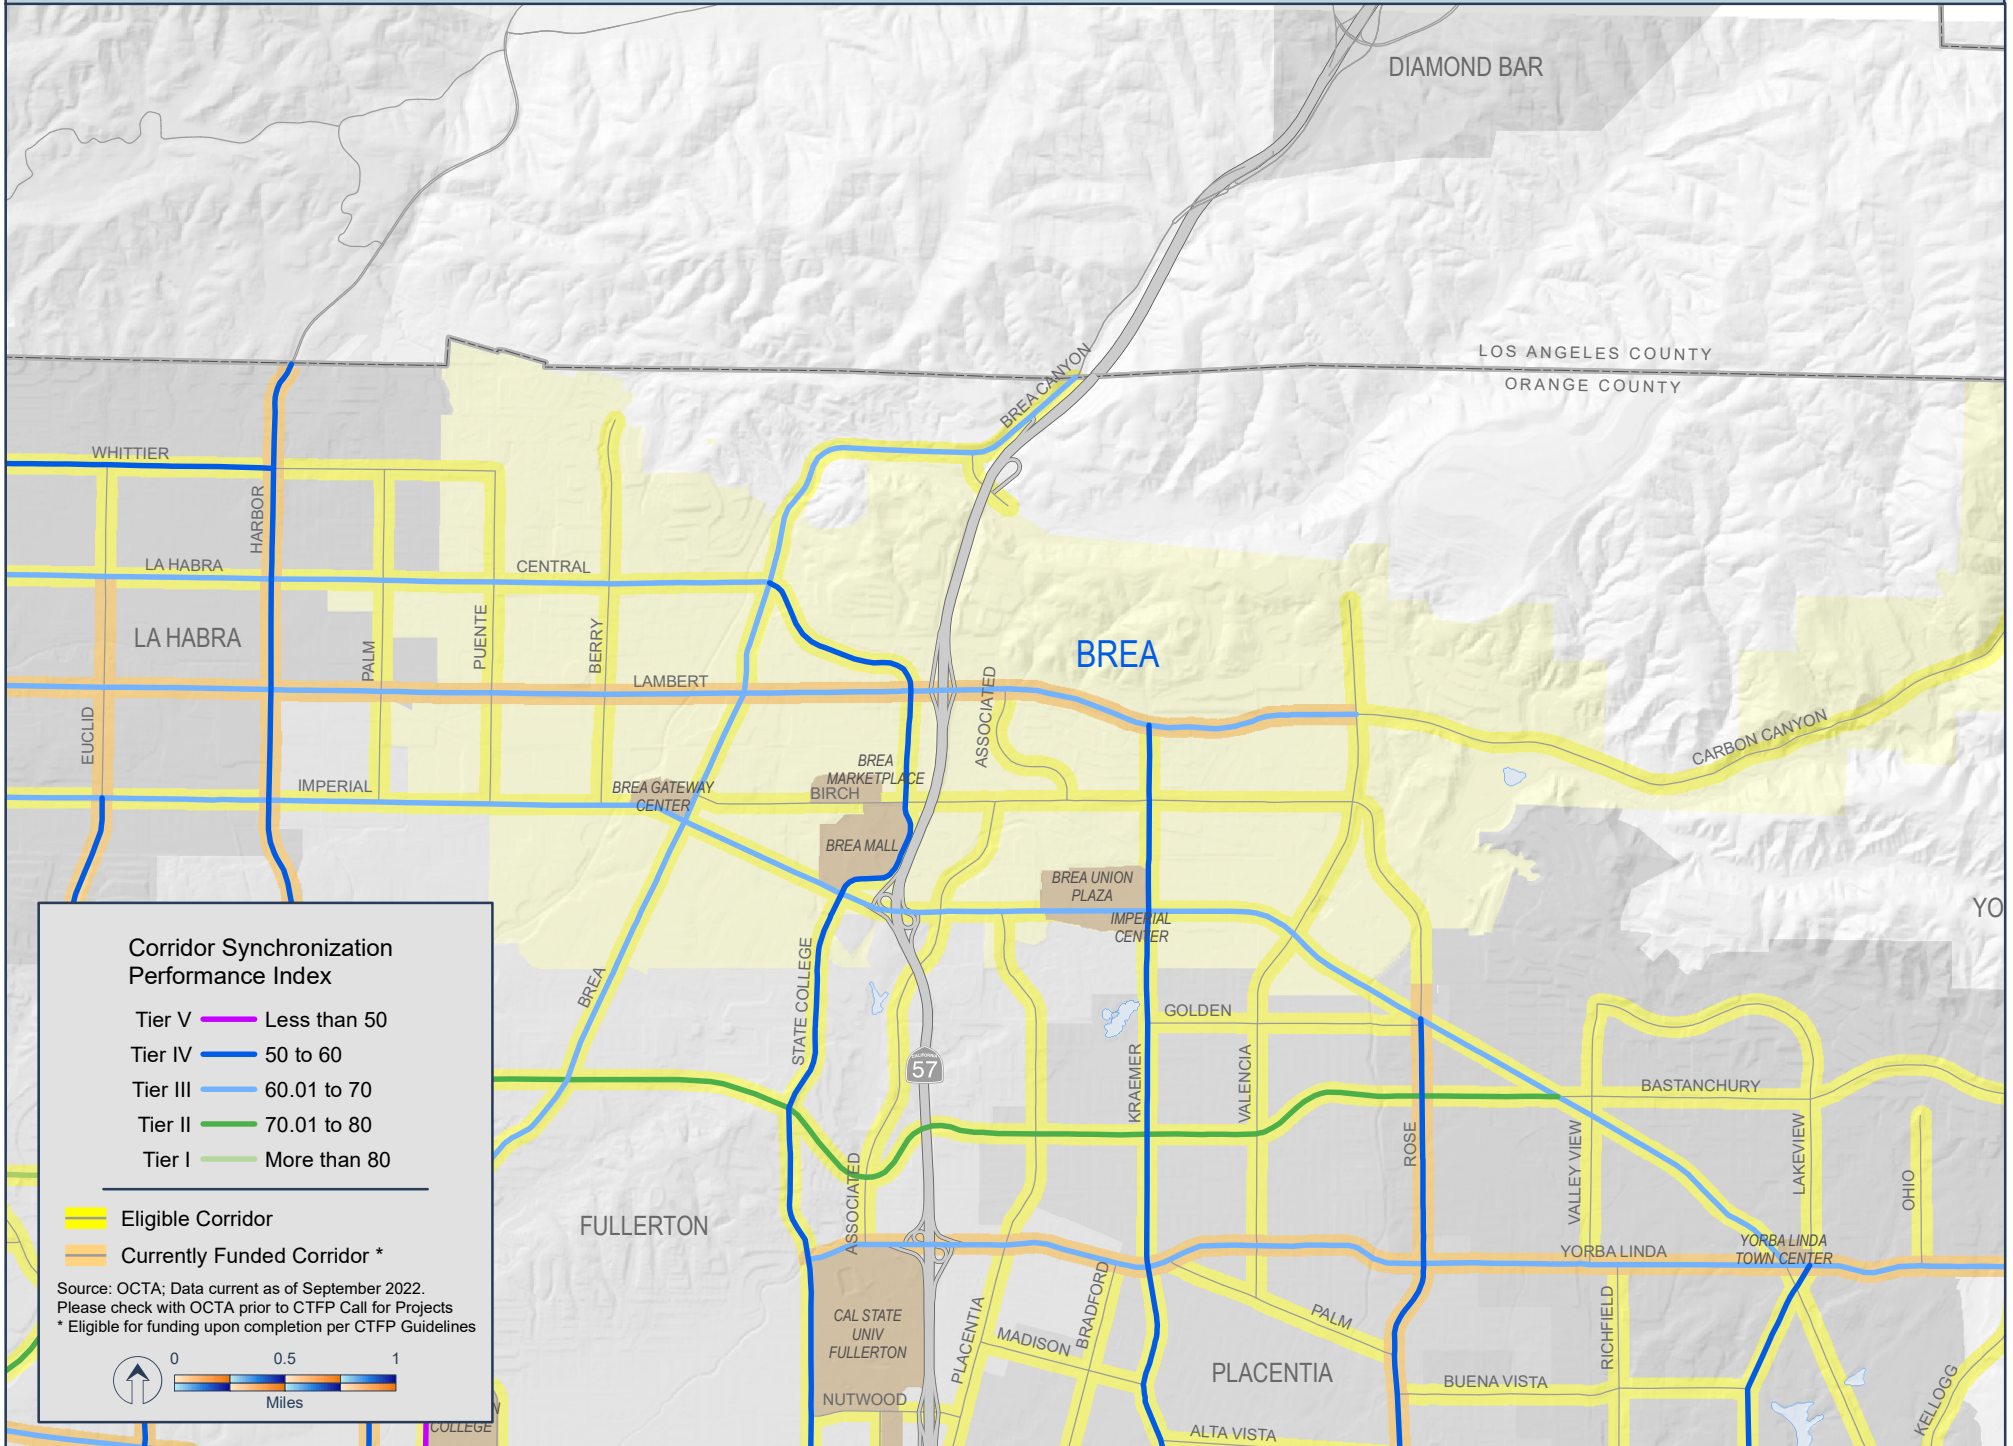 DIAMOND BAR
LOS ANGELES COUNTY
ORANGE COUNTY
BREA CANYON
WHITTIER
HARBOR
LA HABRA
CENTRAL
LA HABRA
PALM
PUENTE
BERRY
BREA
LAMBERT
ASSOCIATED
EUCLID
CARBON CANYON
IMPERIAL
BREA GATEWAY
CENTER
BREA
MARKETPLACE
BIRCH
BREA MALL
BREA UNION
PLAZA
IMPERIAL
CENTER
YO
BREA
STATE COLLEGE
GOLDEN
57
CALIFORNIA
KRAEMER
VALENCIA
BASTANCHURY
ROSE
VALLEY VIEW
LAKEVIEW
OHIO
ASSOCIATED
FULLERTON
YORBA LINDA
YORBA LINDA
TOWN CENTER
CAL STATE
UNIV
FULLERTON
PLACENTIA
MADISON
BRADFORD
PALM
RICHFIELD
PLACENTIA
BUENA VISTA
KELLOGG
NUTWOOD
ALTA VISTA
N
COLLEGE
Corridor Synchronization
Performance Index
Tier V Less than 50
Tier IV 50 to 60
Tier III 60.01 to 70
Tier II 70.01 to 80
Tier I More than 80
Eligible Corridor
Currently Funded Corridor *
Source: OCTA; Data current as of September 2022.
Please check with OCTA prior to CTFP Call for Projects
* Eligible for funding upon completion per CTFP Guidelines
0 0.5 1
Miles